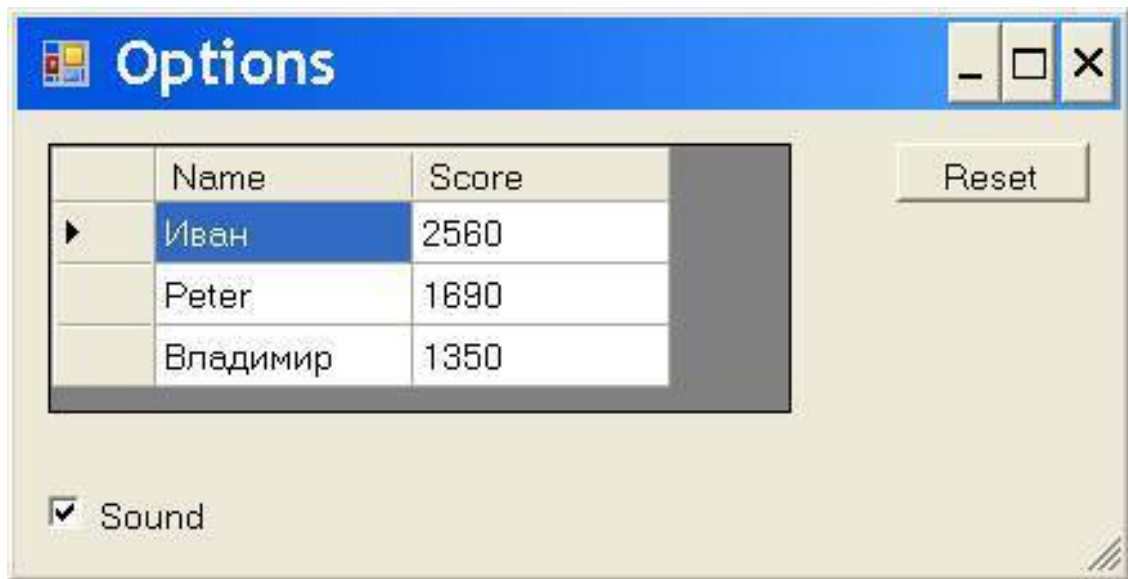 Options
Name Score Reset
Иван 2560
Peter 1690
Владимир 1350
Sound